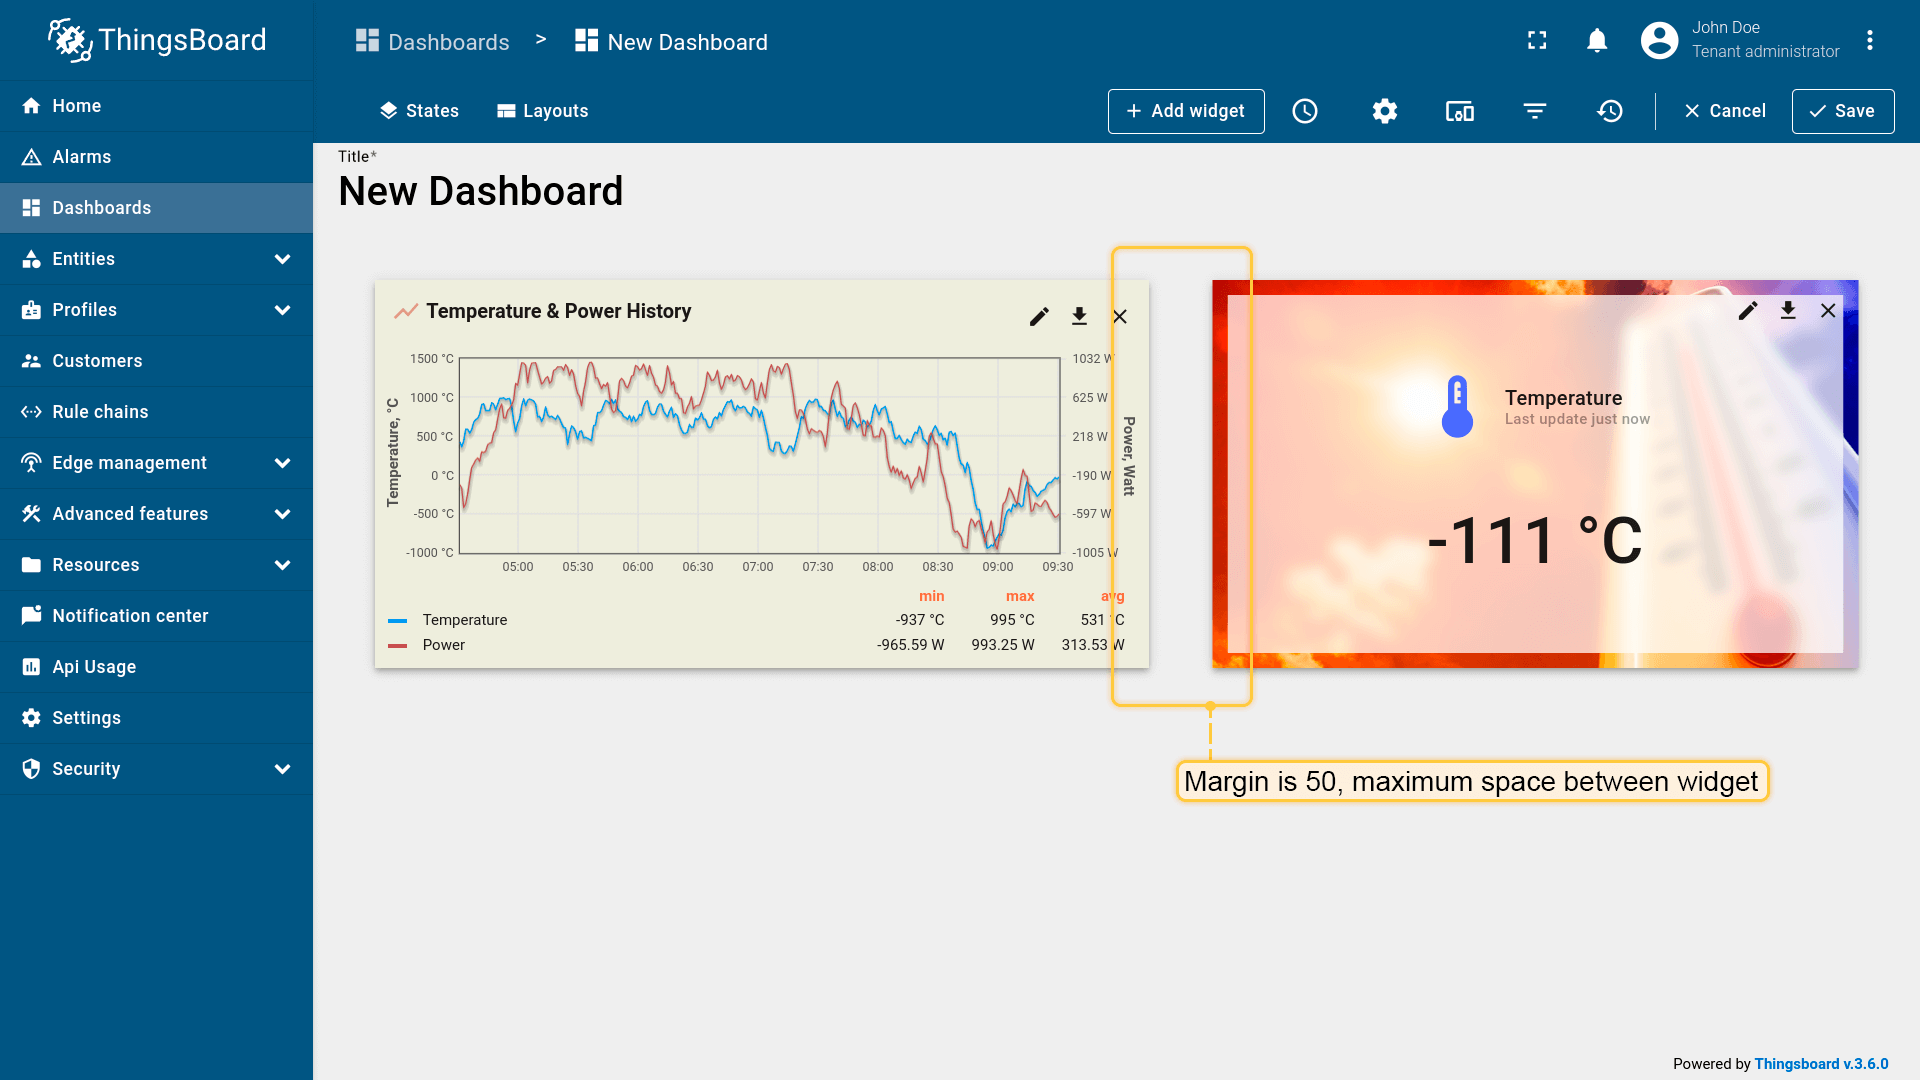 ThingsBoard
Home
Alarms
Dashboards
Entities
Profiles
Customers
Rule chains
Edge management
Advanced features
Resources
Notification center
Api Usage
Settings
Security
Dashboards > New Dashboard
John Doe
Tenant administrator
States Layouts
+ Add widget
Cancel
Save
Title*
New Dashboard
Temperature & Power History
1500 °C
1000 °C
500 °C
0 °C
-500 °C
-1000 °C
Temperature, °C
1032 W
625 W
218 W
-190 W
-597 W
-1005 W
Power, Watt
05:00 05:30 06:00 06:30 07:00 07:30 08:00 08:30 09:00 09:30
min max avg
Temperature -937 °C 995 °C 531 °C
Power -965.59 W 993.25 W 313.53 W
Temperature
Last update just now
-111 °C
Margin is 50, maximum space between widget
Powered by Thingsboard v.3.6.0